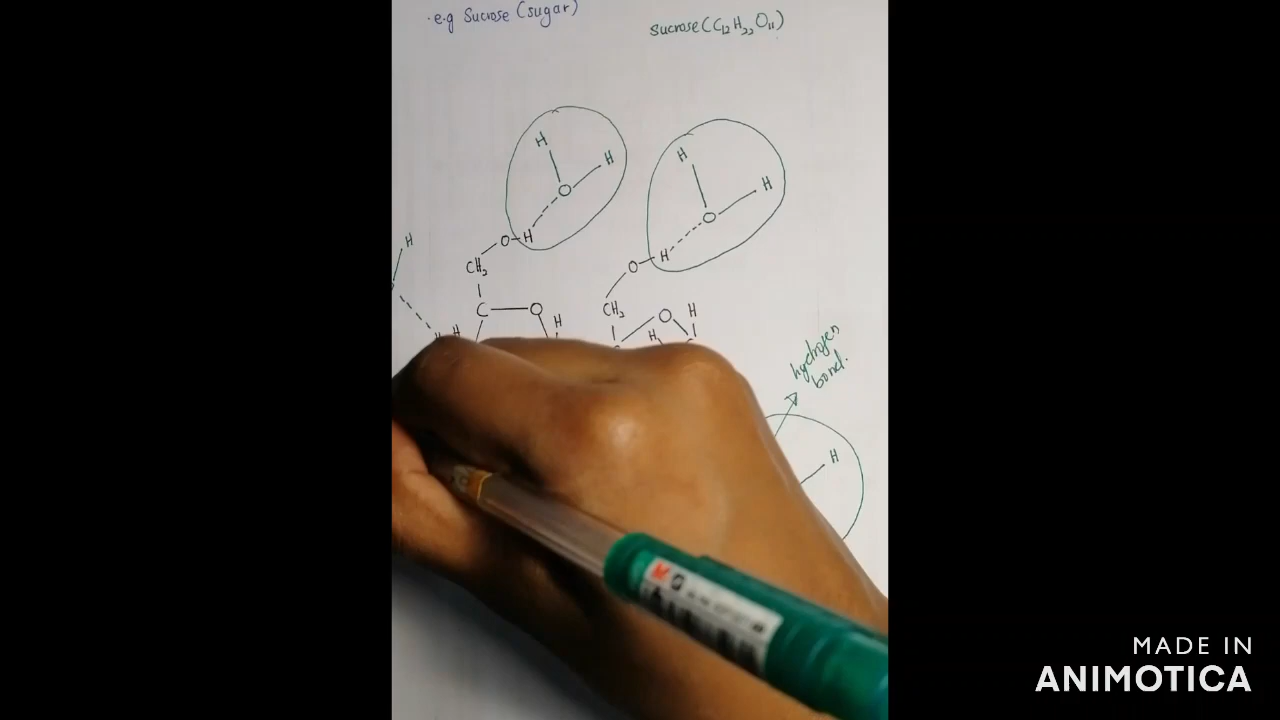 ·e.g Sucrose (sugar)
sucrose (C₁₂H₂₂O₁₁)
H
H
O
O-H
CH₂
C
O
H
H
H
O
O-H
CH₂
O
H
H
H
H
H
hydrogen
bond.
H
MADE IN
ANIMOTICA